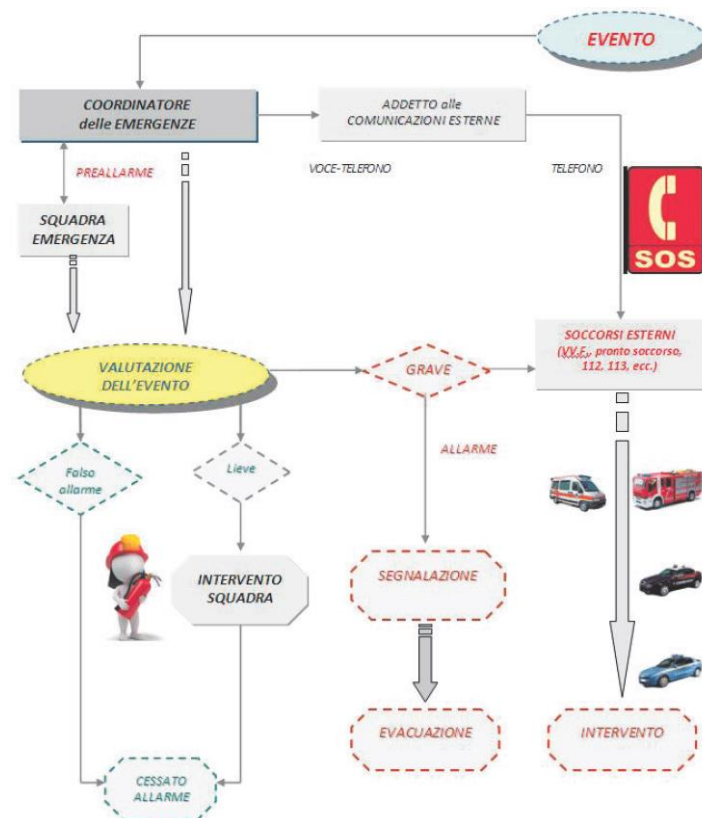 EVENTO
COORDINATORE
delle EMERGENZE
ADDETTO alle
COMUNICAZIONI ESTERNE
PREALLARME
VOCE-TELEFONO
TELEFONO
SOS
SQUADRA
EMERGENZA
SOCCORSI ESTERNI
(VV.F., pronto soccorso,
112, 113, ecc.)
VALUTAZIONE
DELL'EVENTO
GRAVE
ALLARME
Falso
allarme
Lieve
INTERVENTO
SQUADRA
SEGNALAZIONE
EVACUAZIONE
INTERVENTO
CESSATO
ALLARME